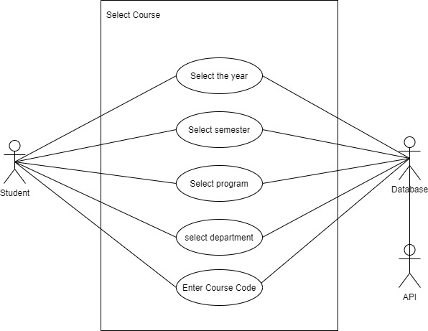 Select Course
Select the year
Select semester
Select program
select department
Enter Course Code
Student
Database
API